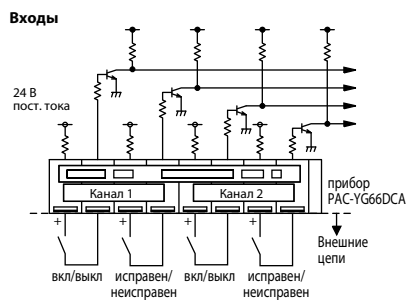 Входы
24 В
пост. тока
Канал 1
Канал 2
прибор
PAC-YG66DCA
+
+
+
+
Внешние
цепи
вкл/выкл
исправен/
неисправен
вкл/выкл
исправен/
неисправен